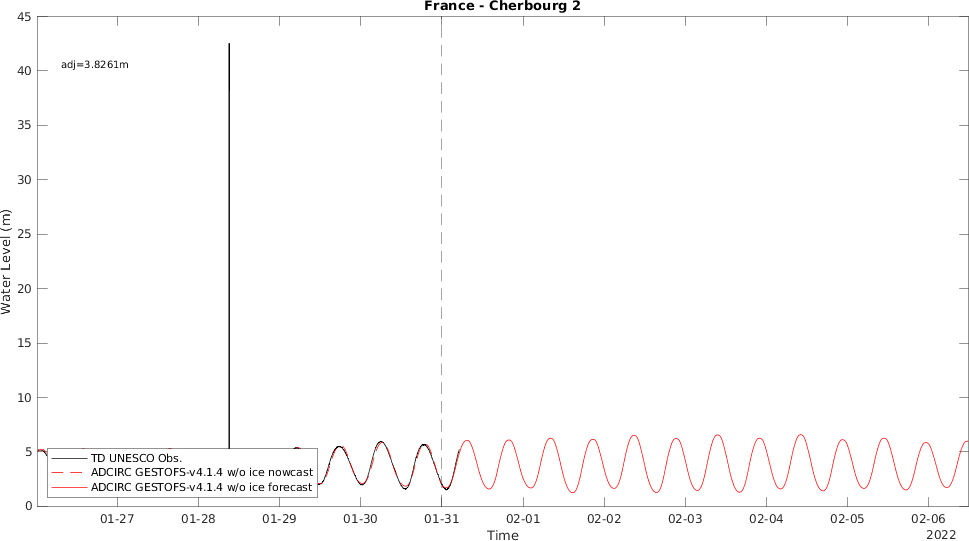 France - Cherbourg 2
45
40
35
30
25
20
15
10
5
0
Water Level (m)
adj=3.8261m
TD UNESCO Obs.
ADCIRC GESTOFS-v4.1.4 w/o ice nowcast
ADCIRC GESTOFS-v4.1.4 w/o ice forecast
01-27 01-28 01-29 01-30 01-31 02-01 02-02 02-03 02-04 02-05 02-06
Time
2022